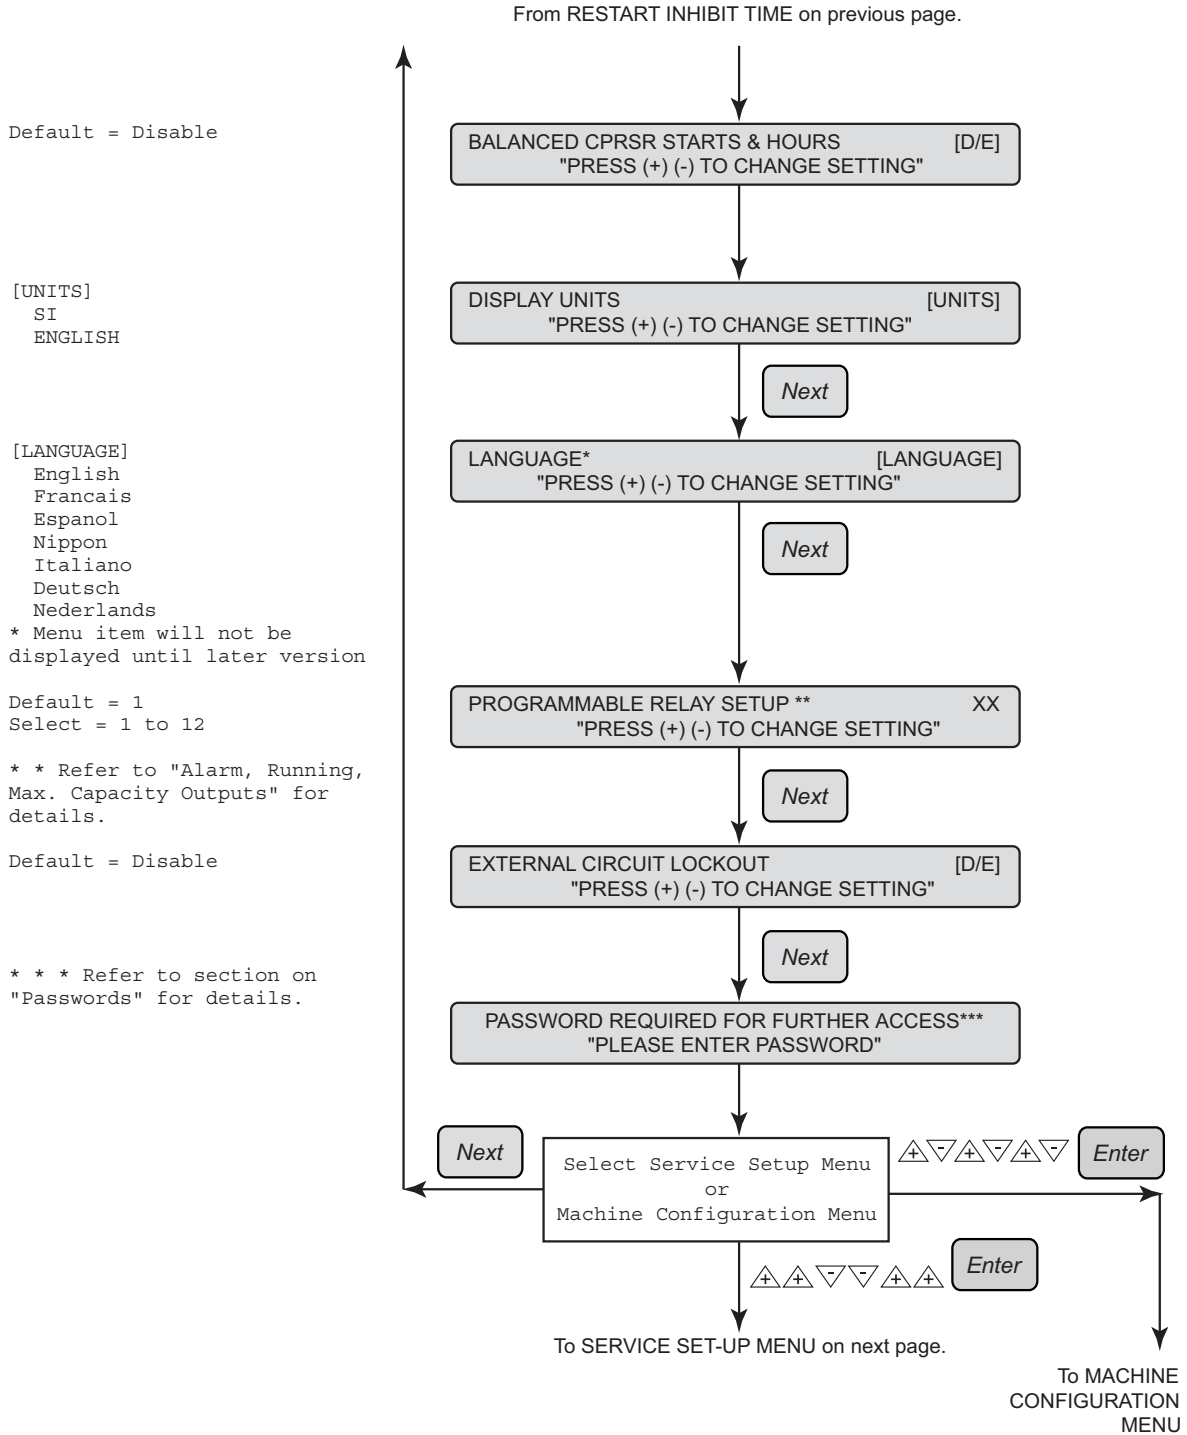 From RESTART INHIBIT TIME on previous page.
Default = Disable
BALANCED CPRSR STARTS & HOURS [D/E]
"PRESS (+) (-) TO CHANGE SETTING"
[UNITS]
SI
ENGLISH
DISPLAY UNITS [UNITS]
"PRESS (+) (-) TO CHANGE SETTING"
Next
[LANGUAGE]
English
Francais
Espanol
Nippon
Italiano
Deutsch
Nederlands
* Menu item will not be
displayed until later version
LANGUAGE* [LANGUAGE]
"PRESS (+) (-) TO CHANGE SETTING"
Next
Default = 1
Select = 1 to 12
PROGRAMMABLE RELAY SETUP ** XX
"PRESS (+) (-) TO CHANGE SETTING"
* * Refer to "Alarm, Running,
Max. Capacity Outputs" for
details.
Next
Default = Disable
EXTERNAL CIRCUIT LOCKOUT [D/E]
"PRESS (+) (-) TO CHANGE SETTING"
Next
* * * Refer to section on
"Passwords" for details.
PASSWORD REQUIRED FOR FURTHER ACCESS***
"PLEASE ENTER PASSWORD"
Next
Select Service Setup Menu
or
Machine Configuration Menu
+ - + - + - Enter
+ + - - + + Enter
To SERVICE SET-UP MENU on next page.
To MACHINE
CONFIGURATION
MENU